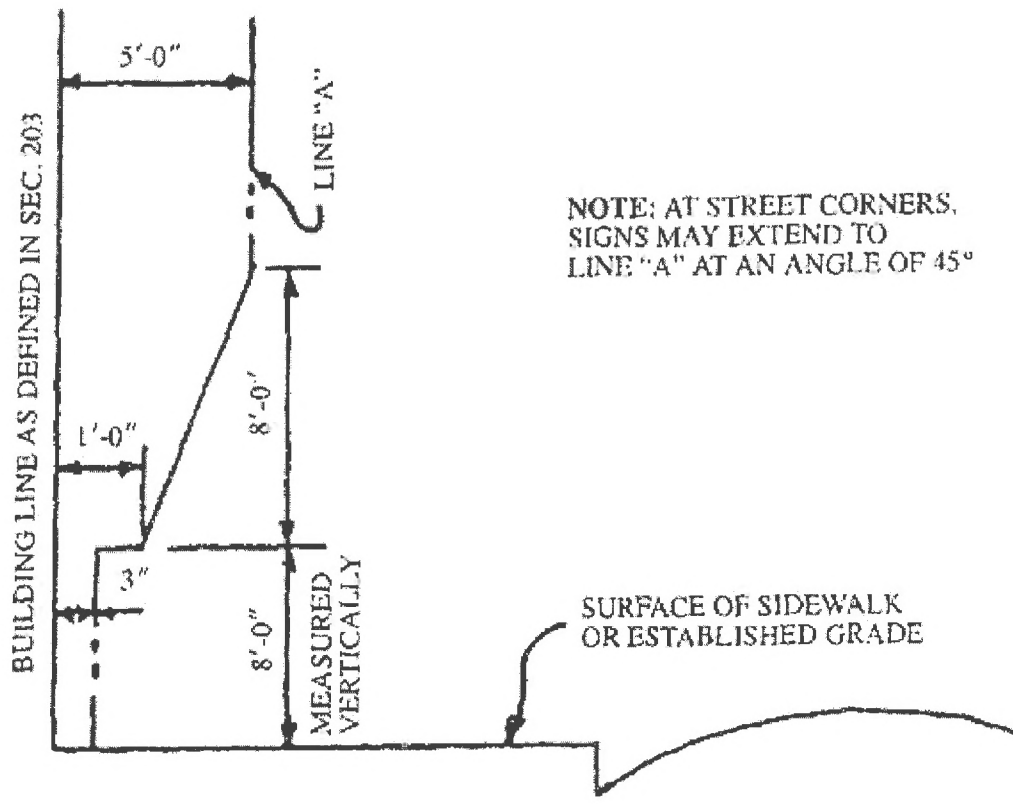 5'-0"
LINE "A"
BUILDING LINE AS DEFINED IN SEC. 203
NOTE: AT STREET CORNERS,
SIGNS MAY EXTEND TO
LINE "A" AT AN ANGLE OF 45°
8'-0"
1'-0"
3"
8'-0"
MEASURED
VERTICALLY
SURFACE OF SIDEWALK
OR ESTABLISHED GRADE